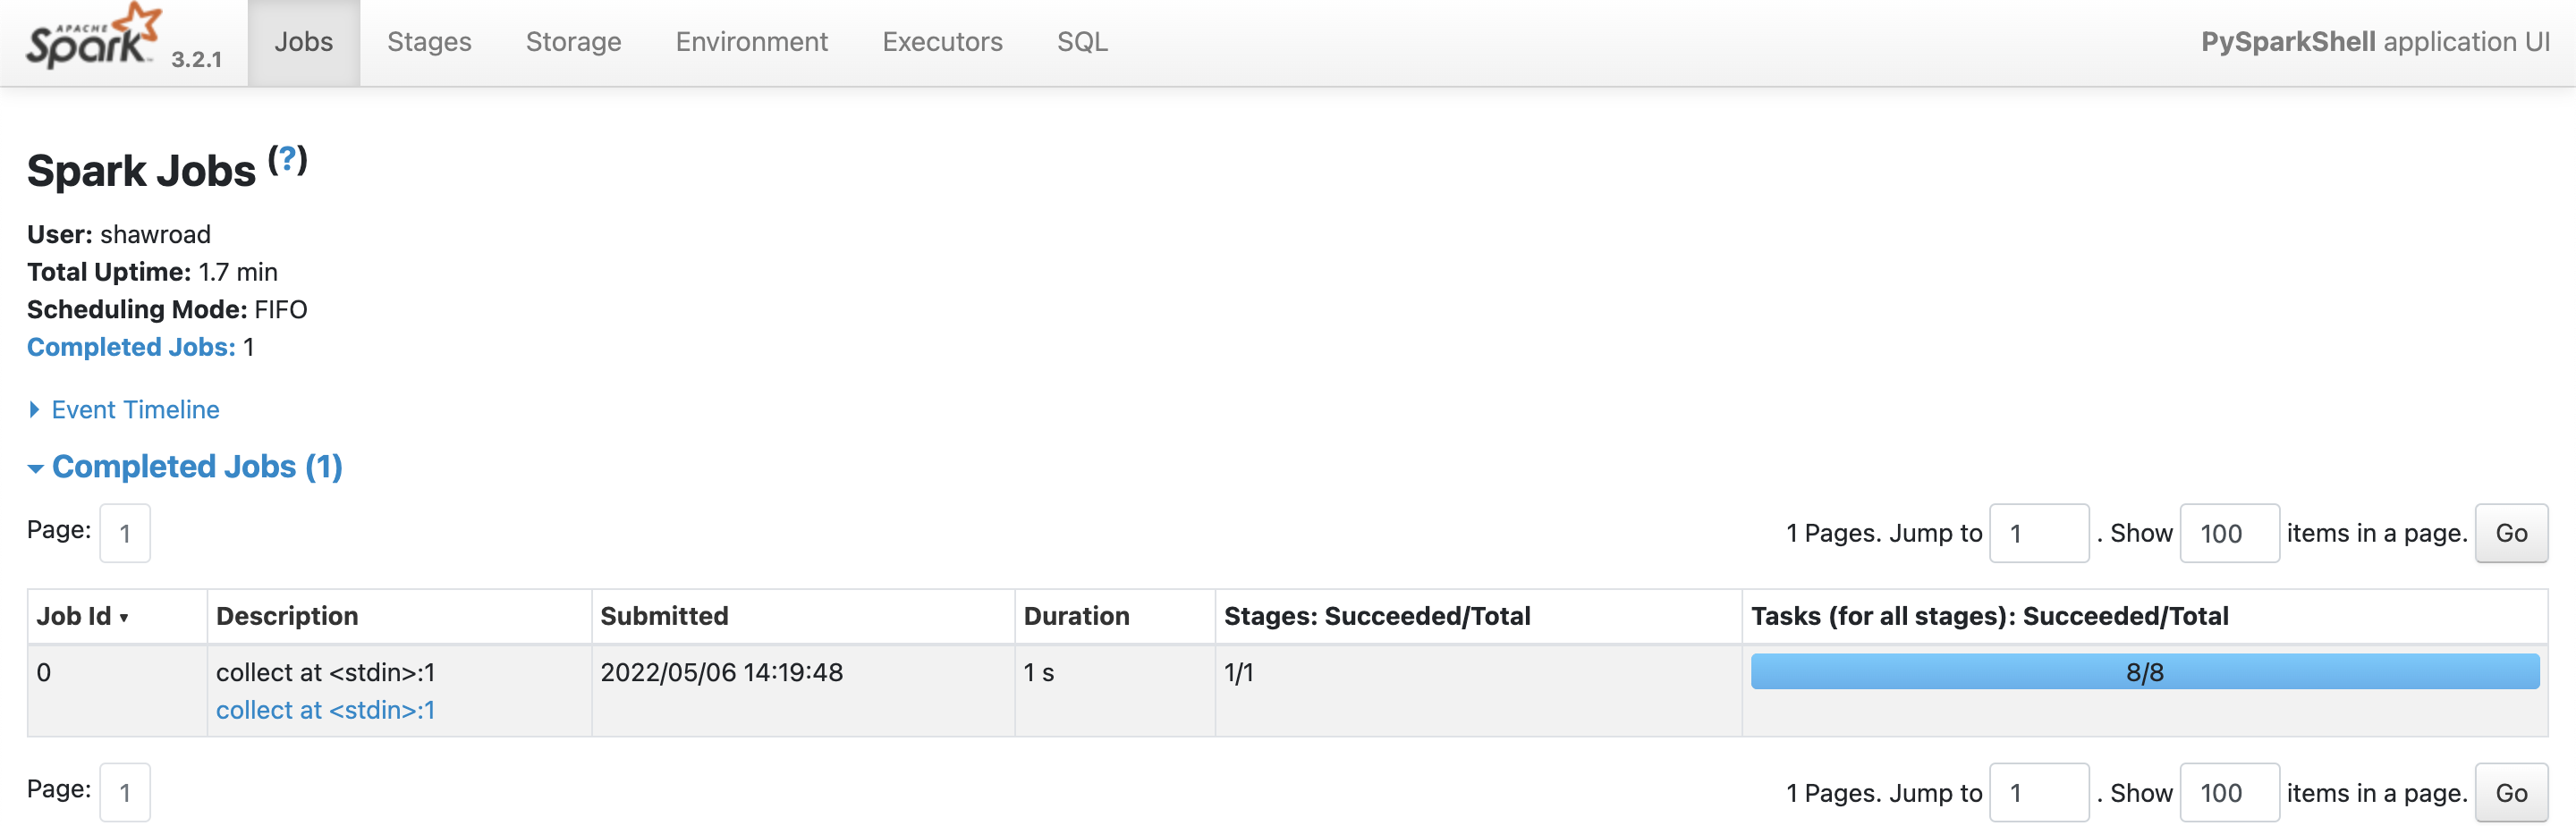 APACHE Spark™ 3.2.1 Jobs Stages Storage Environment Executors SQL PySparkShell application UI
Spark Jobs (?)
User: shawroad
Total Uptime: 1.7 min
Scheduling Mode: FIFO
Completed Jobs: 1
Event Timeline
Completed Jobs (1)
Page: 1 1 Pages. Jump to 1 . Show 100 items in a page. Go
Job Id ▾ Description Submitted Duration Stages: Succeeded/Total Tasks (for all stages): Succeeded/Total
0 collect at <stdin>:1 2022/05/06 14:19:48 1 s 1/1 8/8
collect at <stdin>:1
Page: 1 1 Pages. Jump to 1 . Show 100 items in a page. Go